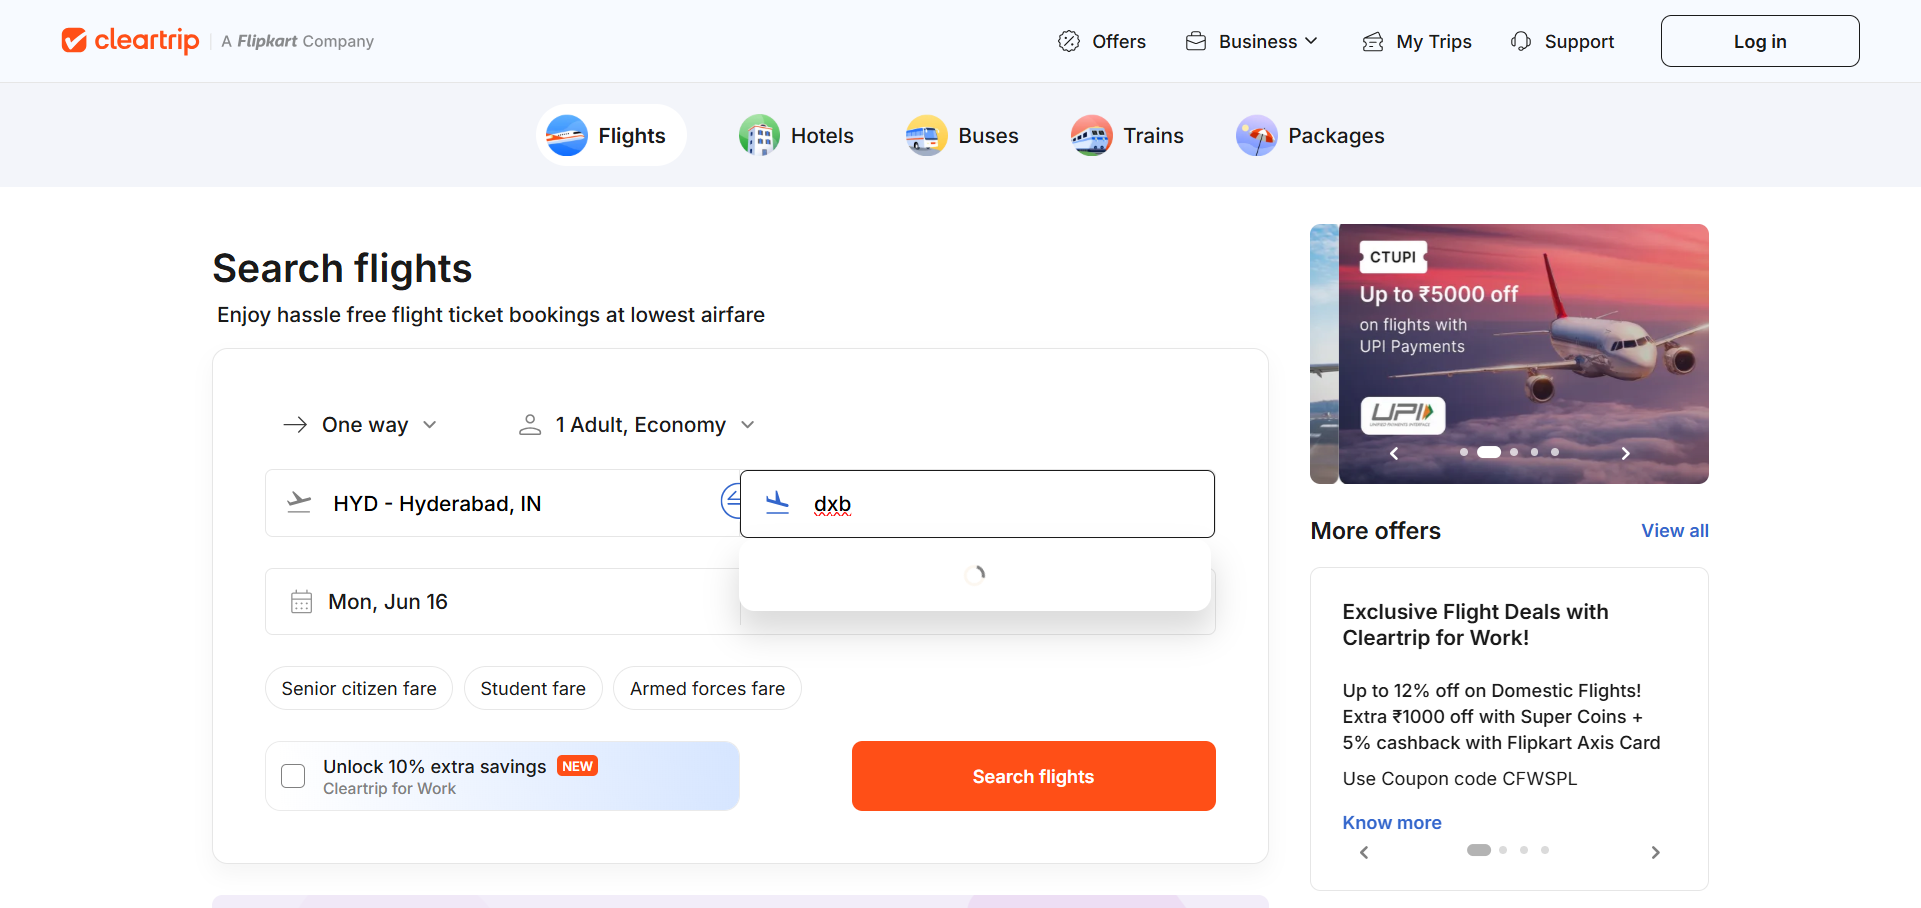 cleartrip
A Flipkart Company
Offers
Business
My Trips
Support
Log in
Flights
Hotels
Buses
Trains
Packages
Search flights
Enjoy hassle free flight ticket bookings at lowest airfare
One way
1 Adult, Economy
HYD - Hyderabad, IN
dxb
Mon, Jun 16
Senior citizen fare
Student fare
Armed forces fare
Unlock 10% extra savings NEW
Cleartrip for Work
Search flights
CTUPI
Up to ₹5000 off
on flights with
UPI Payments
UPI
UNIFIED PAYMENTS INTERFACE
More offers
View all
Exclusive Flight Deals with
Cleartrip for Work!
Up to 12% off on Domestic Flights!
Extra ₹1000 off with Super Coins +
5% cashback with Flipkart Axis Card
Use Coupon code CFWSPL
Know more